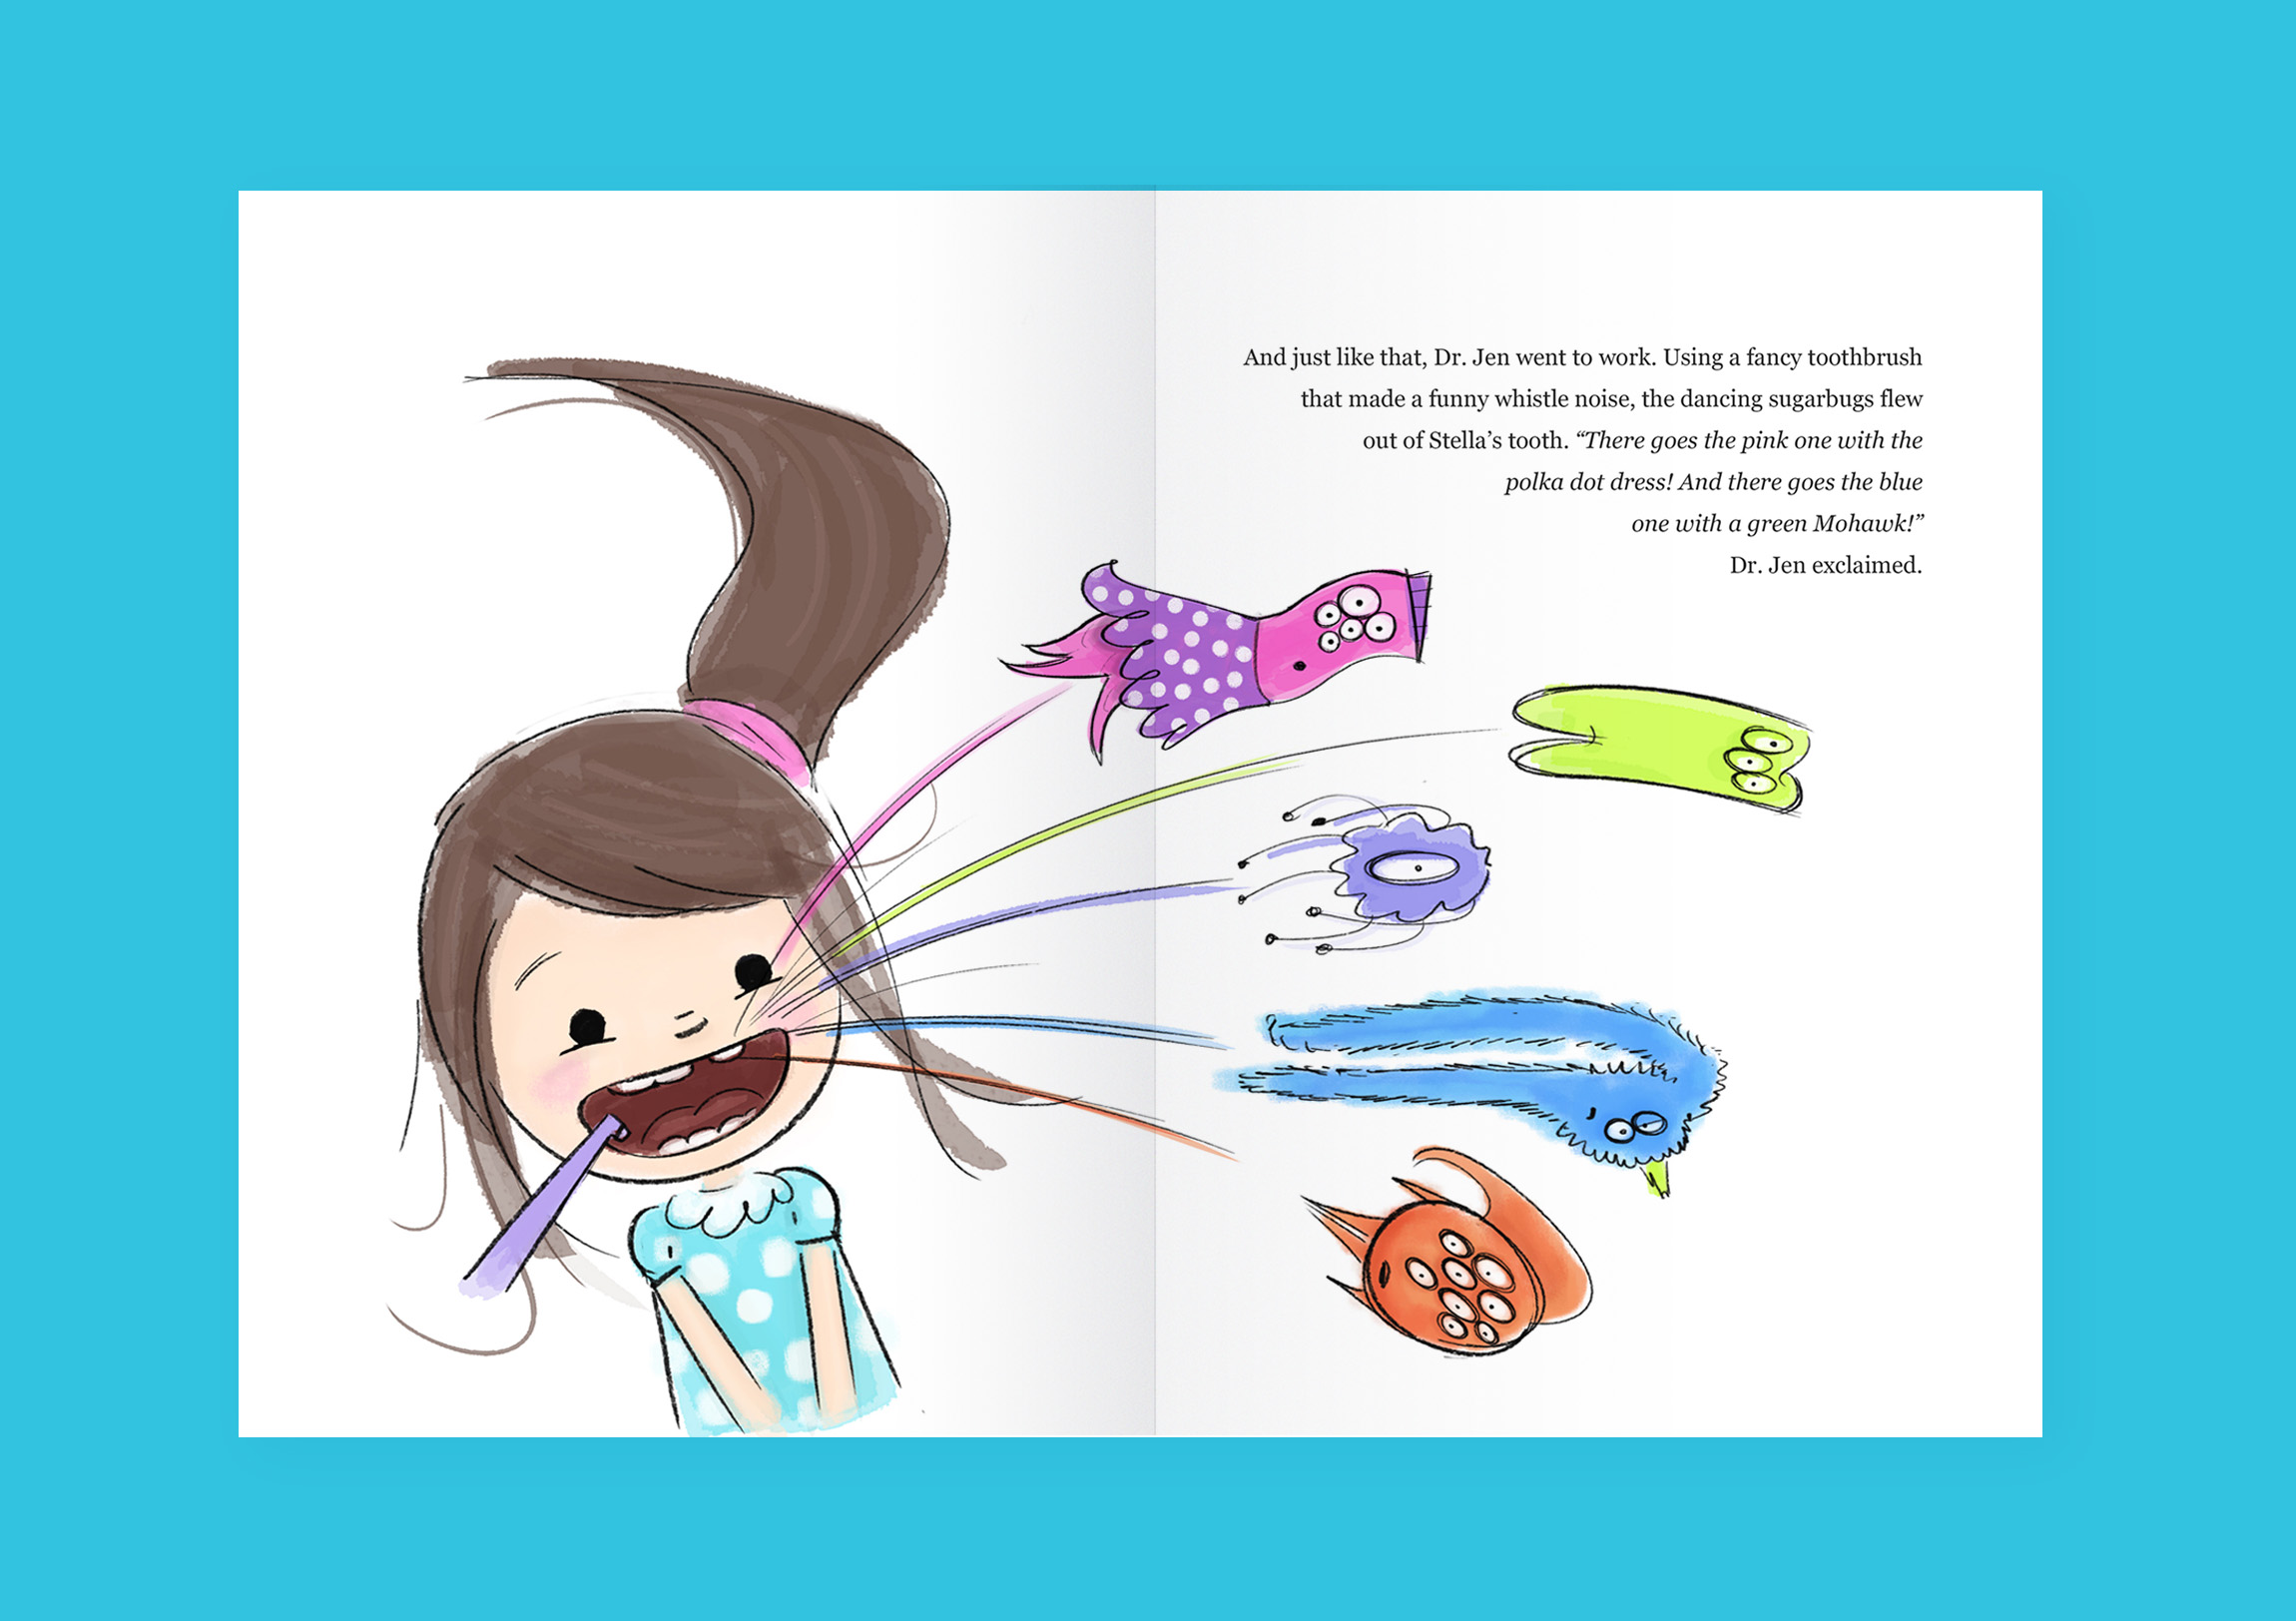 And just like that, Dr. Jen went to work. Using a fancy toothbrush
that made a funny whistle noise, the dancing sugarbugs flew
out of Stella’s tooth. “There goes the pink one with the
polka dot dress! And there goes the blue
one with a green Mohawk!”
Dr. Jen exclaimed.